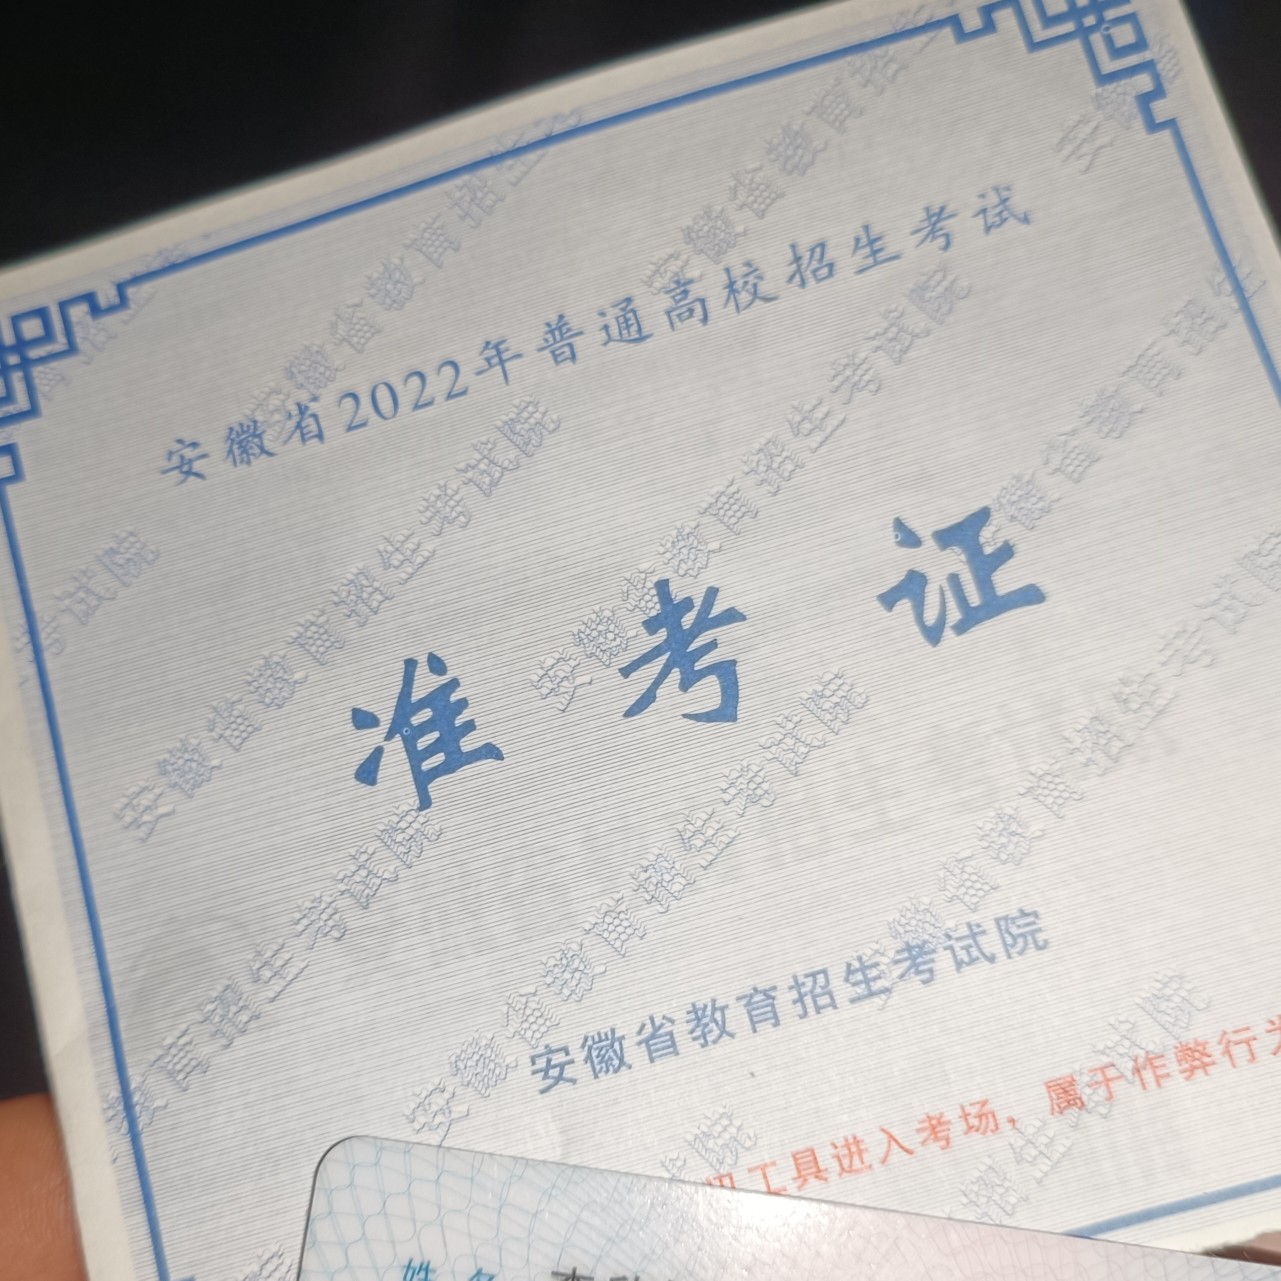 安徽省2022年普通高校招生考试
准考证
安徽省教育招生考试院
工具进入考场，属于作弊行为
姓名